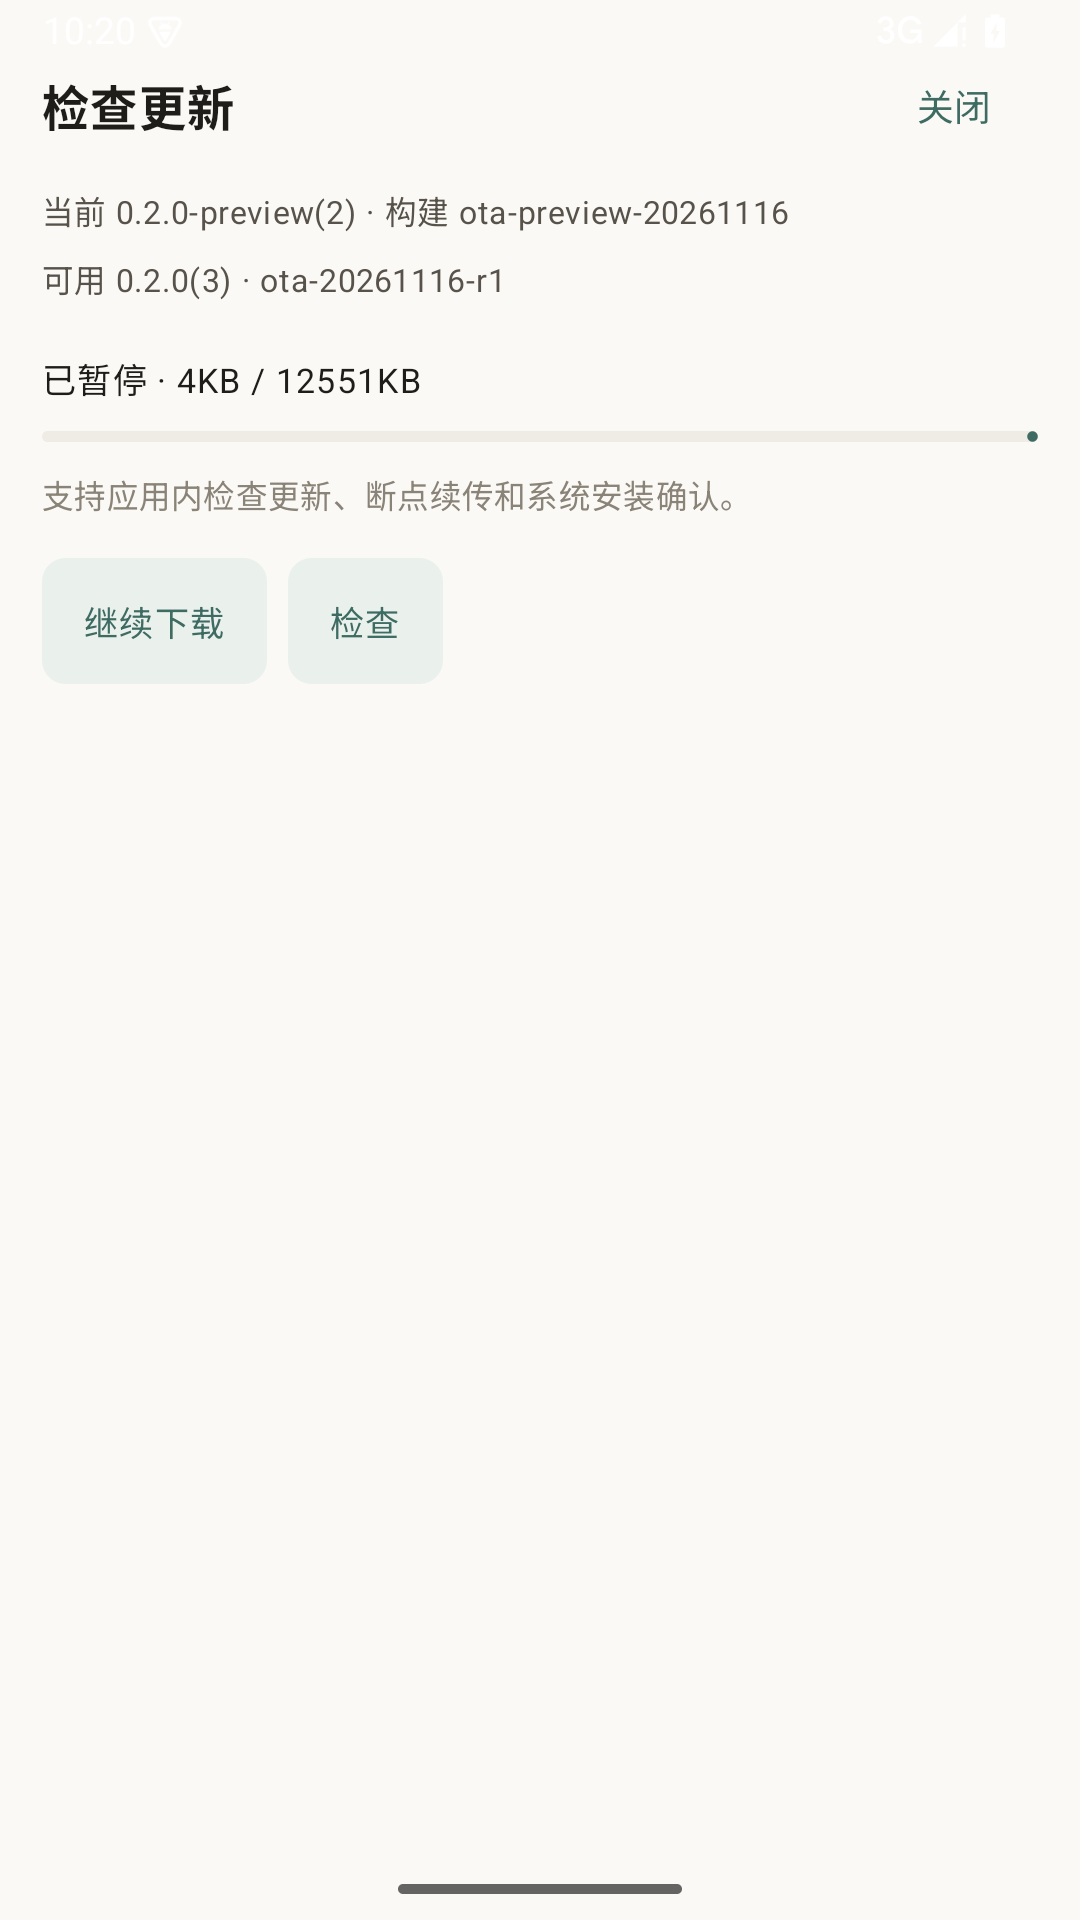 10:20 3G
检查更新 关闭
当前 0.2.0-preview(2) · 构建 ota-preview-20261116
可用 0.2.0(3) · ota-20261116-r1
已暂停 · 4KB / 12551KB
支持应用内检查更新、断点续传和系统安装确认。
继续下载 检查